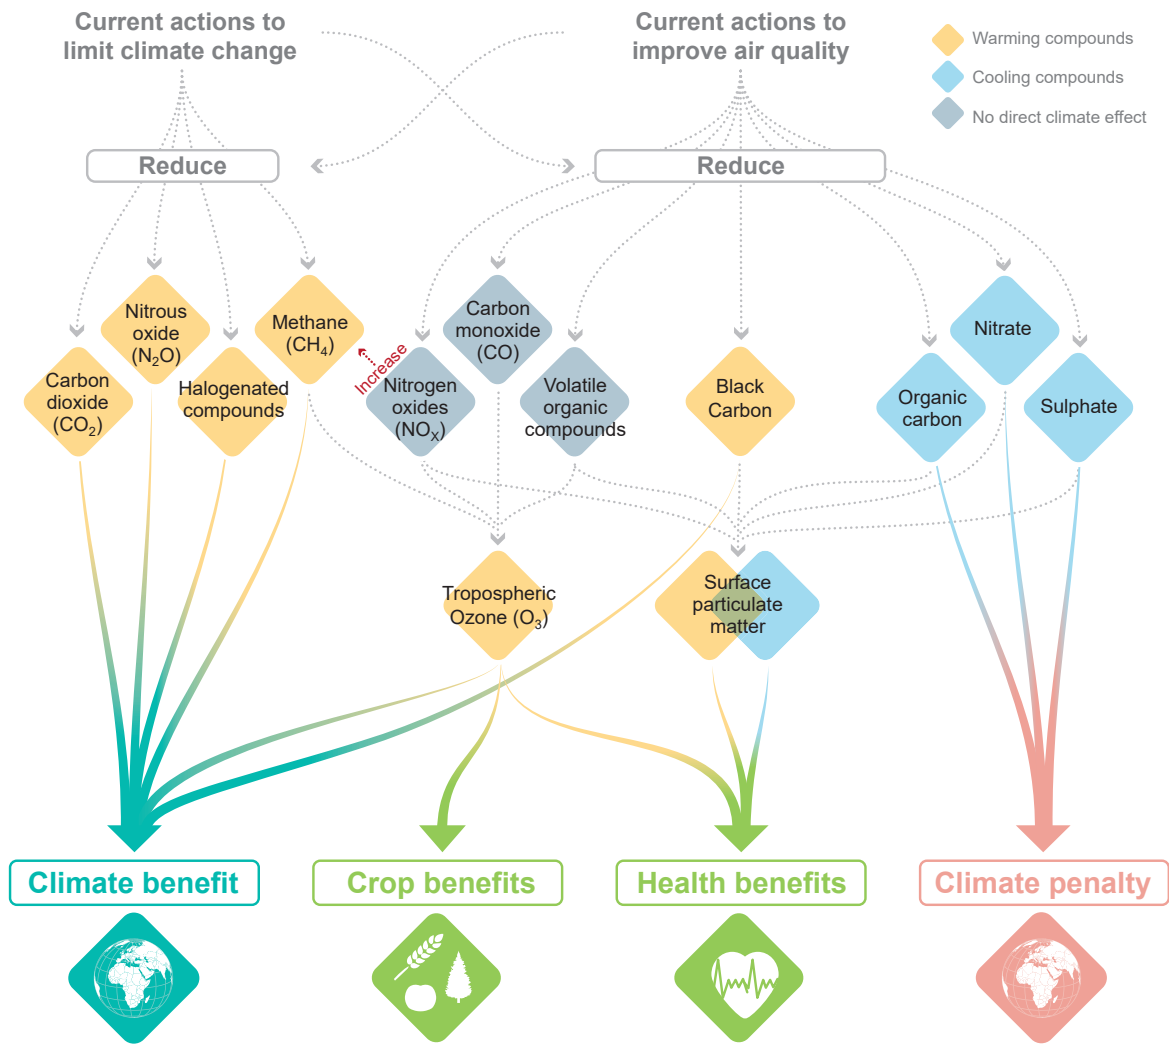 Current actions to
limit climate change
Current actions to
improve air quality
Warming compounds
Cooling compounds
No direct climate effect
Reduce
Reduce
Nitrous
oxide
(N₂O)
Methane
(CH₄)
Carbon
monoxide
(CO)
Nitrate
Increase
Carbon
dioxide
(CO₂)
Halogenated
compounds
Nitrogen
oxides
(NOₓ)
Volatile
organic
compounds
Black
Carbon
Organic
carbon
Sulphate
Tropospheric
Ozone (O₃)
Surface
particulate
matter
Climate benefit
Crop benefits
Health benefits
Climate penalty